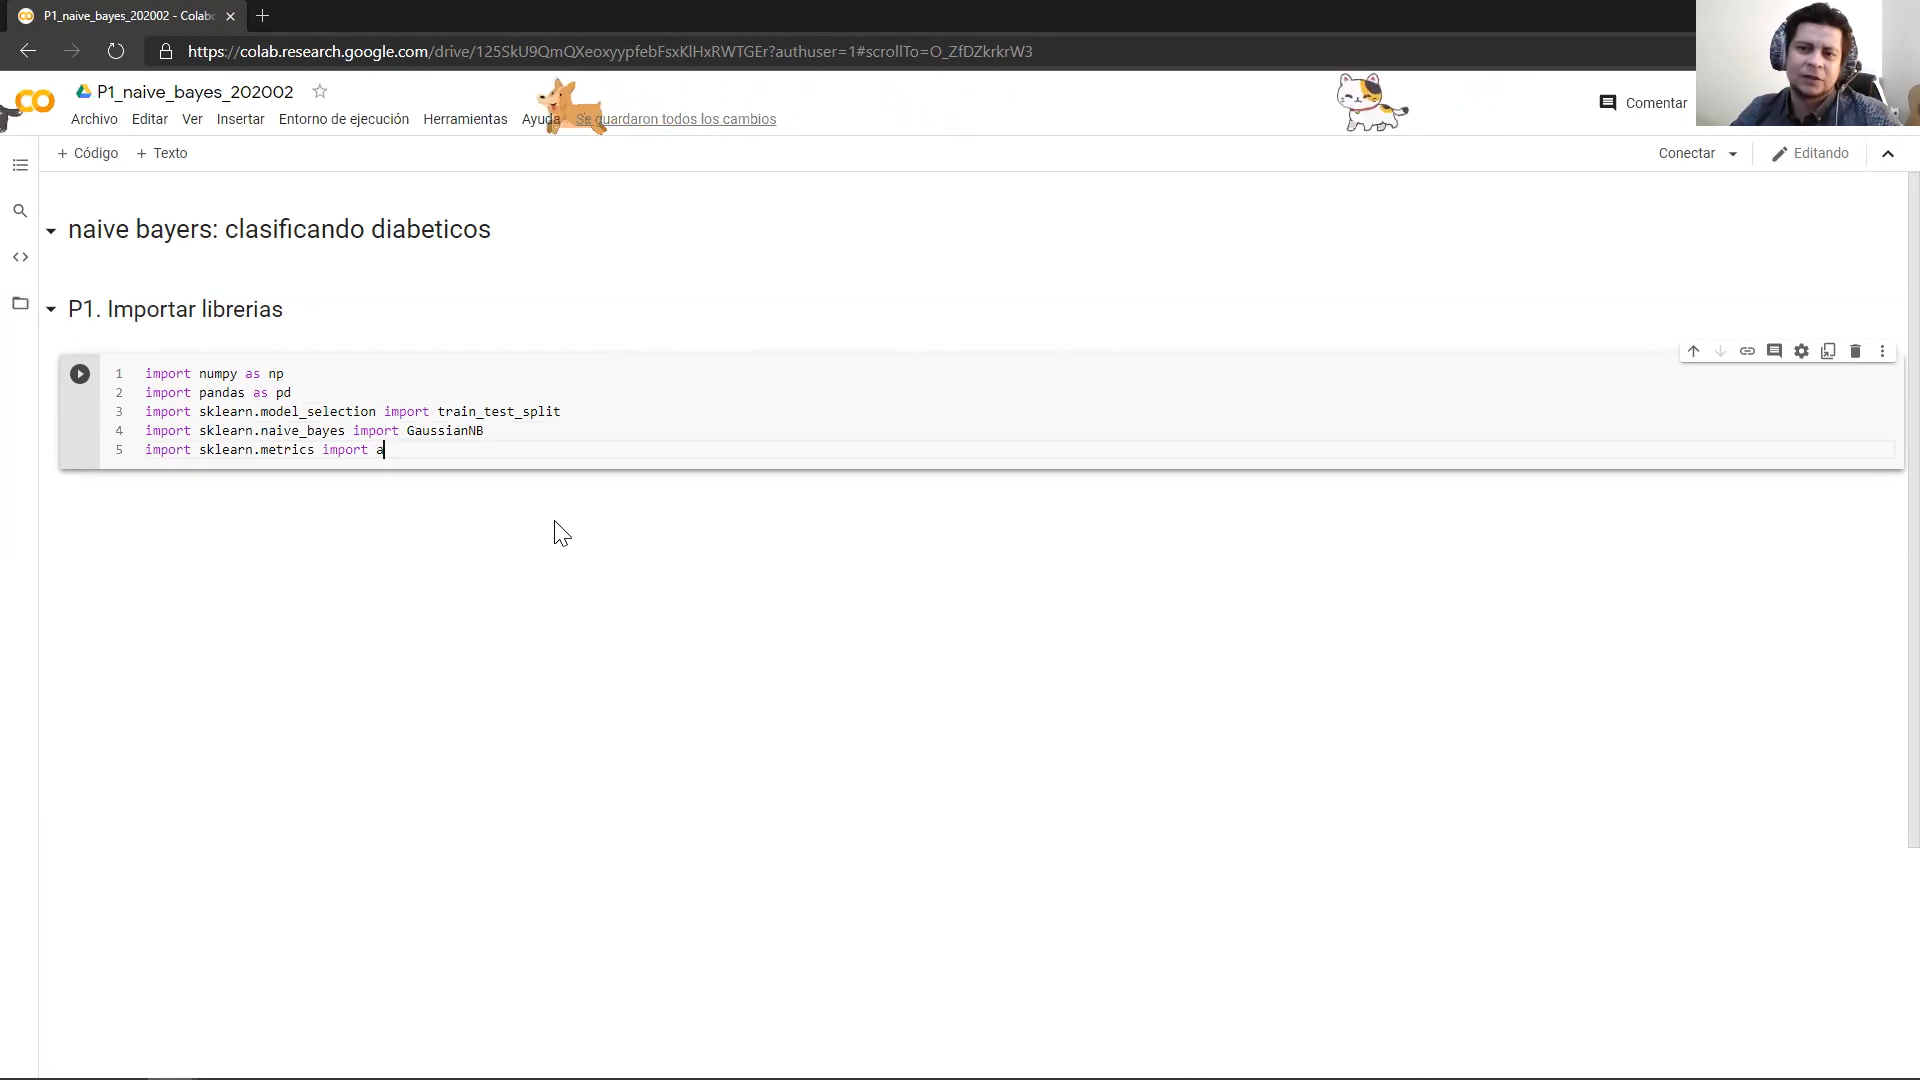 P1_naive_bayes_202002 - Colabo
https://colab.research.google.com/drive/125SkU9QmQXeoxyypfebFsxKlHxRWTGEr?authuser=1#scrollTo=O_ZfDZkrkrW3
CO P1_naive_bayes_202002
Archivo Editar Ver Insertar Entorno de ejecución Herramientas Ayuda Se guardaron todos los cambios
Comentar
+ Código + Texto
Conectar Editando
naive bayers: clasificando diabeticos
P1. Importar librerias
1 import numpy as np
2 import pandas as pd
3 import sklearn.model_selection import train_test_split
4 import sklearn.naive_bayes import GaussianNB
5 import sklearn.metrics import a